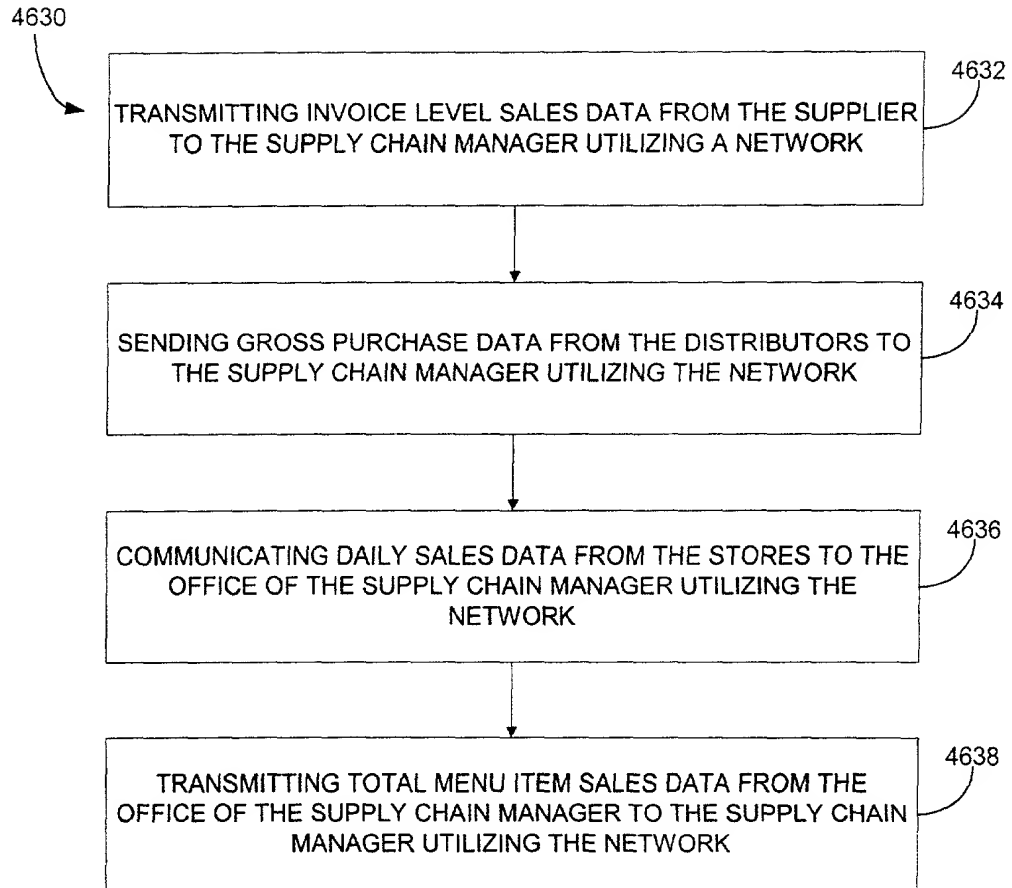 4630
4632
TRANSMITTING INVOICE LEVEL SALES DATA FROM THE SUPPLIER
TO THE SUPPLY CHAIN MANAGER UTILIZING A NETWORK
4634
SENDING GROSS PURCHASE DATA FROM THE DISTRIBUTORS TO
THE SUPPLY CHAIN MANAGER UTILIZING THE NETWORK
4636
COMMUNICATING DAILY SALES DATA FROM THE STORES TO THE
OFFICE OF THE SUPPLY CHAIN MANAGER UTILIZING THE
NETWORK
4638
TRANSMITTING TOTAL MENU ITEM SALES DATA FROM THE
OFFICE OF THE SUPPLY CHAIN MANAGER TO THE SUPPLY CHAIN
MANAGER UTILIZING THE NETWORK